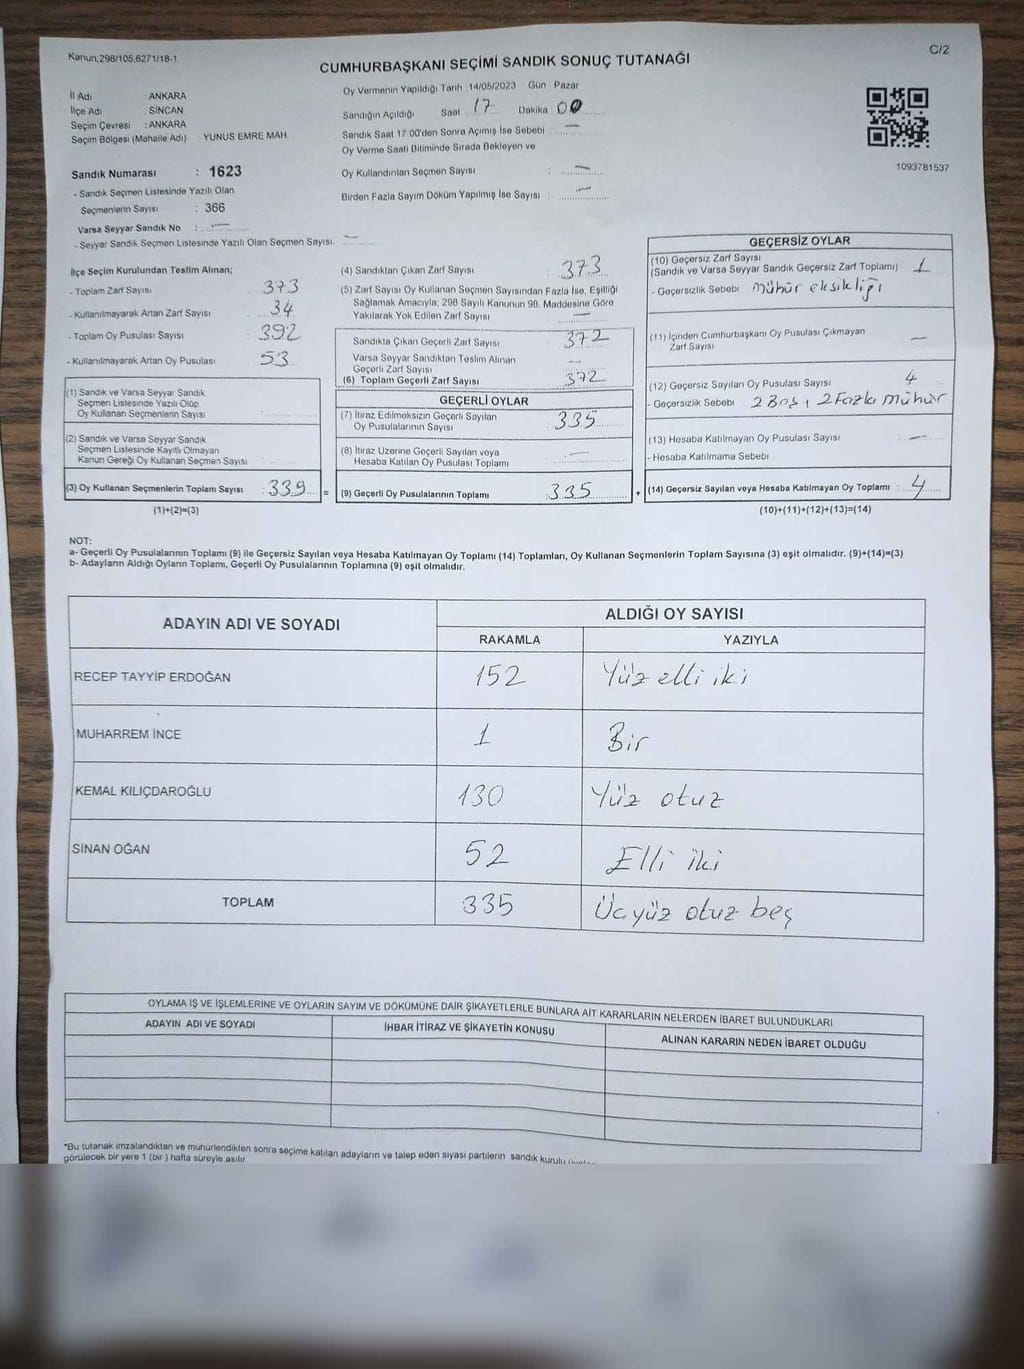 Kanun;298/105,6271/18-1
C/2
CUMHURBAŞKANI SEÇİMİ SANDIK SONUÇ TUTANAĞI
İl Adı : ANKARA
İlçe Adı : SİNCAN
Seçim Çevresi : ANKARA
Seçim Bölgesi (Mahalle Adı) YUNUS EMRE MAH.
Oy Vermenin Yapıldığı Tarih 14/05/2023 Gün Pazar
Sandığın Açıldığı Saat 17 Dakika 00
Sandık Saat 17:00'den Sonra Açımış İse Sebebi : —
Oy Verme Saati Bitiminde Sırada Bekleyen ve
Oy Kullandırılan Seçmen Sayısı : —
Birden Fazla Sayım Döküm Yapılmış İse Sayısı : —
1093781537
Sandık Numarası : 1623
- Sandık Seçmen Listesinde Yazılı Olan
Seçmenlerin Sayısı : 366
Varsa Seyyar Sandık No : —
- Seyyar Sandık Seçmen Listesinde Yazılı Olan Seçmen Sayısı. —
İlçe Seçim Kurulundan Teslim Alınan;
- Toplam Zarf Sayısı 373
- Kullanılmayarak Artan Zarf Sayısı 34
- Toplam Oy Pusulası Sayısı 392
- Kullanılmayarak Artan Oy Pusulası 53
(1) Sandık ve Varsa Seyyar Sandık
Seçmen Listesinde Yazılı Olup
Oy Kullanan Seçmenlerin Sayısı
(2) Sandık ve Varsa Seyyar Sandık
Seçmen Listesinde Kayıtlı Olmayan
Kanun Gereği Oy Kullanan Seçmen Sayısı
(3) Oy Kullanan Seçmenlerin Toplam Sayısı : 339
(1)+(2)=(3)
(4) Sandıktan Çıkan Zarf Sayısı 373
(5) Zarf Sayısı Oy Kullanan Seçmen Sayısından Fazla İse, Eşitliği
Sağlamak Amacıyla; 298 Sayılı Kanunun 98. Maddesine Göre
Yakılarak Yok Edilen Zarf Sayısı —
Sandıkta Çıkan Geçerli Zarf Sayısı 372
Varsa Seyyar Sandıktan Teslim Alınan
Geçerli Zarf Sayısı —
(6) Toplam Geçerli Zarf Sayısı 372
GEÇERLİ OYLAR
(7) İtiraz Edilmeksizin Geçerli Sayılan
Oy Pusulalarının Sayısı 335
(8) İtiraz Üzerine Geçerli Sayılan veya
Hesaba Katılan Oy Pusulası Toplamı —
= (9) Geçerli Oy Pusulalarının Toplamı 335
GEÇERSİZ OYLAR
(10) Geçersiz Zarf Sayısı
(Sandık ve Varsa Seyyar Sandık Geçersiz Zarf Toplamı) 1
- Geçersizlik Sebebi Mühür eksikliği
(11) İçinden Cumhurbaşkanı Oy Pusulası Çıkmayan
Zarf Sayısı —
(12) Geçersiz Sayılan Oy Pusulası Sayısı 4
- Geçersizlik Sebebi 2 Boş, 2 Fazla Mühür
(13) Hesaba Katılmayan Oy Pusulası Sayısı —
- Hesaba Katılmama Sebebi
+ (14) Geçersiz Sayılan veya Hesaba Katılmayan Oy Toplamı : 4
(10)+(11)+(12)+(13)=(14)
NOT:
a- Geçerli Oy Pusulalarının Toplamı (9) ile Geçersiz Sayılan veya Hesaba Katılmayan Oy Toplamı (14) Toplamları, Oy Kullanan Seçmenlerin Toplam Sayısına (3) eşit olmalıdır. (9)+(14)=(3)
b- Adayların Aldığı Oyların Toplamı, Geçerli Oy Pusulalarının Toplamına (9) eşit olmalıdır.
ADAYIN ADI VE SOYADI ALDIĞI OY SAYISI
RAKAMLA YAZIYLA
RECEP TAYYİP ERDOĞAN 152 Yüz elli iki
MUHARREM İNCE 1 Bir
KEMAL KILIÇDAROĞLU 130 Yüz otuz
SİNAN OĞAN 52 Elli iki
TOPLAM 335 Üçyüz otuz beş
OYLAMA İŞ VE İŞLEMLERİNE VE OYLARIN SAYIM VE DÖKÜMÜNE DAİR ŞİKAYETLERLE BUNLARA AİT KARARLARIN NELERDEN İBARET BULUNDUKLARI
ADAYIN ADI VE SOYADI İHBAR İTİRAZ VE ŞİKAYETİN KONUSU ALINAN KARARIN NEDEN İBARET OLDUĞU
*Bu tutanak imzalandıktan ve mühürlendikten sonra seçime katılan adayların ve talep eden siyasi partilerin sandık kurulu
görülecek bir yere 1 (bir ) hafta süreyle asılır